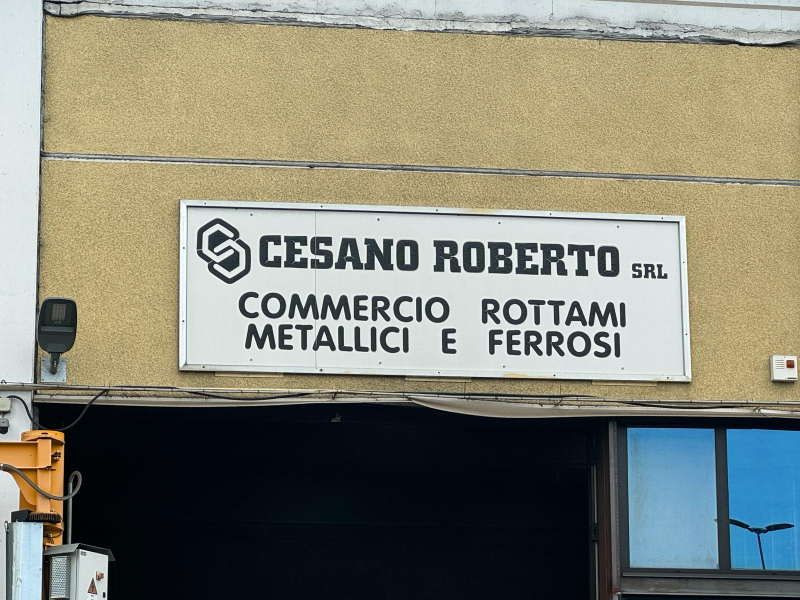 CESANO ROBERTO SRL
COMMERCIO ROTTAMI
METALLICI E FERROSI